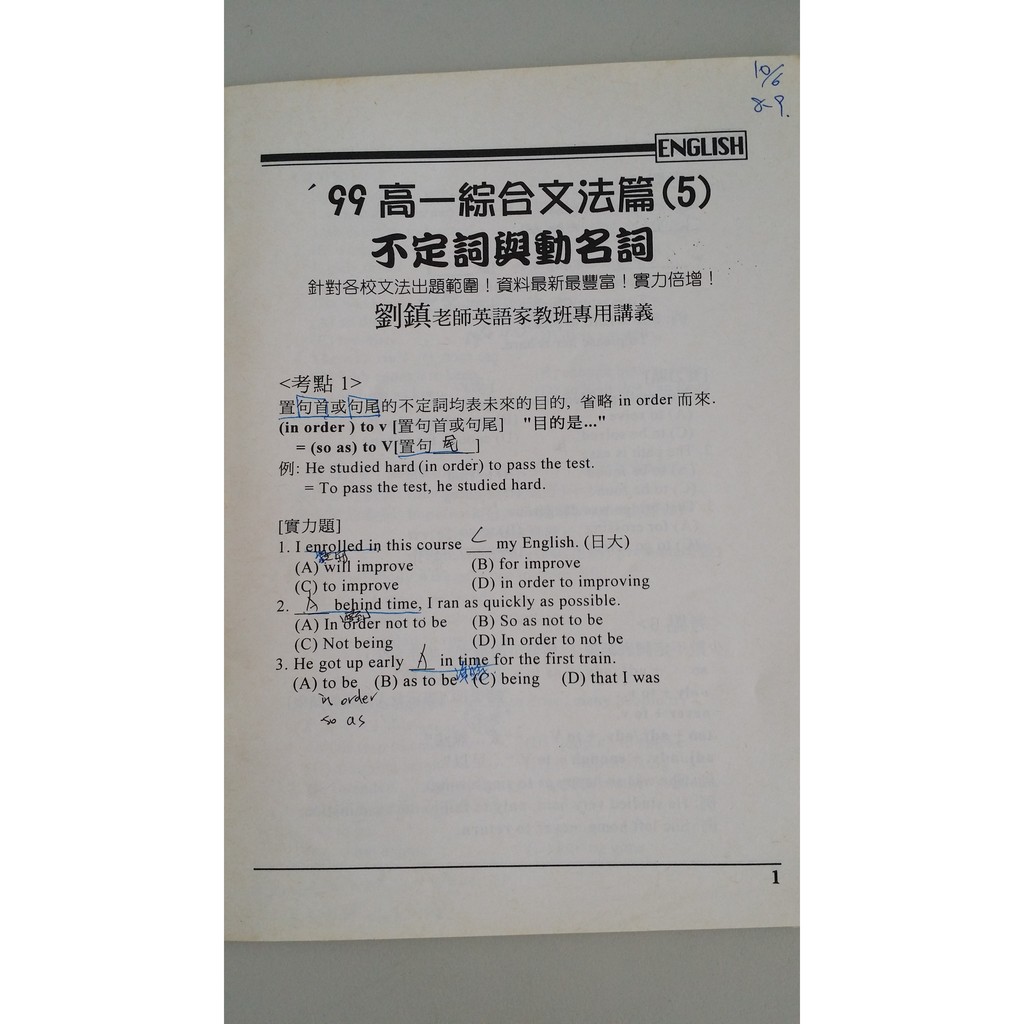 10/6
8-9.
ENGLISH
'99 高一綜合文法篇(5)
不定詞與動名詞
針對各校文法出題範圍！資料最新最豐富！實力倍增！
劉鎮老師英語家教班專用講義
<考點 1>
置句首或句尾的不定詞均表未來的目的, 省略 in order 而來.
(in order ) to v [置句首或句尾] "目的是..."
= (so as) to V[置句 尾 ]
例: He studied hard (in order) to pass the test.
= To pass the test, he studied hard.
[實力題]
1. I enrolled in this course C my English. (日大)
(A) will improve (B) for improve
(C) to improve (D) in order to improving
2. A behind time, I ran as quickly as possible.
(A) In order not to be (B) So as not to be
(C) Not being (D) In order to not be
3. He got up early A in time for the first train.
(A) to be (B) as to be (C) being (D) that I was
in order
so as
1